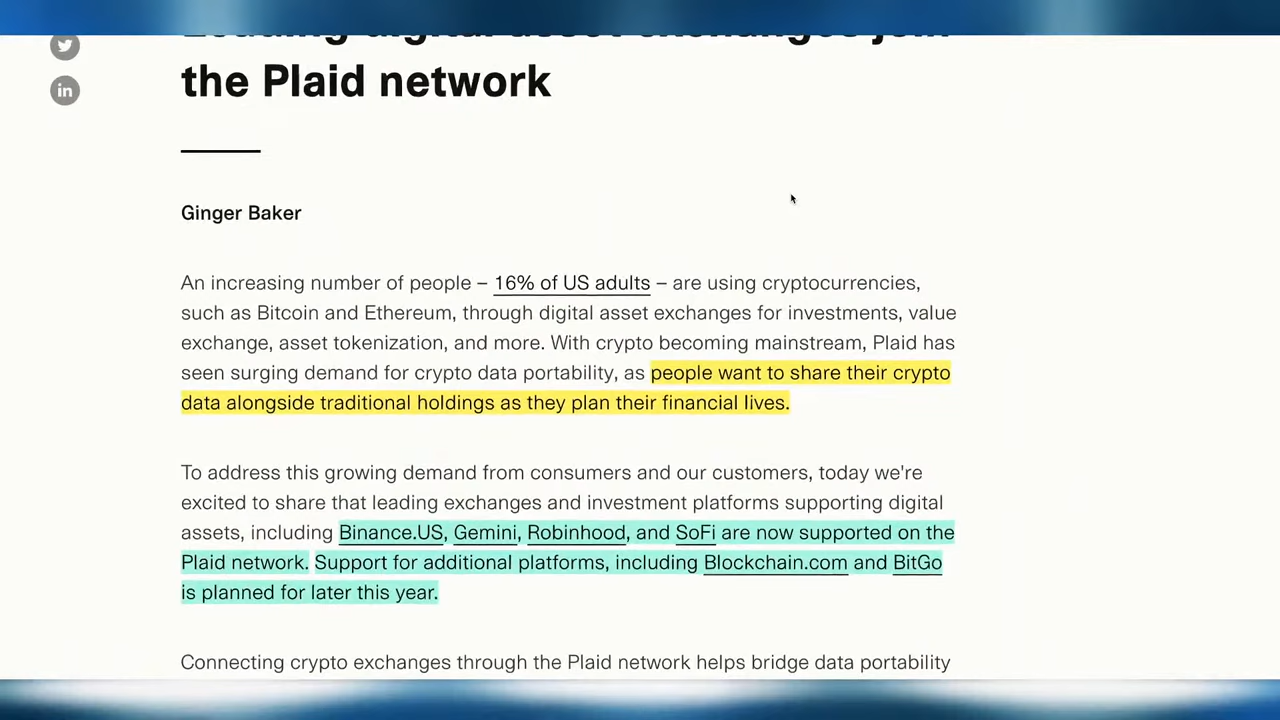 Leading digital asset exchanges join
the Plaid network
in
Ginger Baker
An increasing number of people – 16% of US adults – are using cryptocurrencies,
such as Bitcoin and Ethereum, through digital asset exchanges for investments, value
exchange, asset tokenization, and more. With crypto becoming mainstream, Plaid has
seen surging demand for crypto data portability, as people want to share their crypto
data alongside traditional holdings as they plan their financial lives.
To address this growing demand from consumers and our customers, today we're
excited to share that leading exchanges and investment platforms supporting digital
assets, including Binance.US, Gemini, Robinhood, and SoFi are now supported on the
Plaid network. Support for additional platforms, including Blockchain.com and BitGo
is planned for later this year.
Connecting crypto exchanges through the Plaid network helps bridge data portability